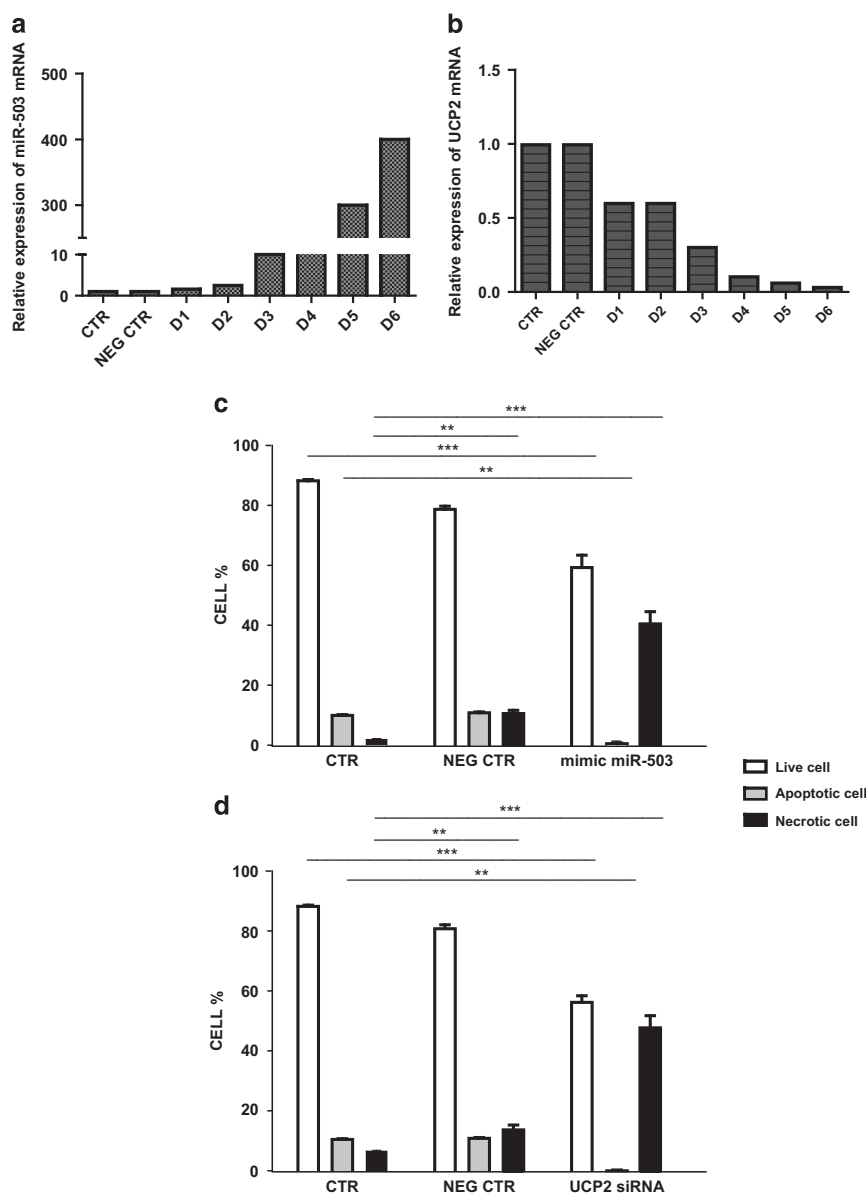 a
Relative expression of miR-503 mRNA
500
400
300
10
0
CTR
NEG CTR
D1
D2
D3
D4
D5
D6
b
Relative expression of UCP2 mRNA
1.5
1.0
0.5
0.0
CTR
NEG CTR
D1
D2
D3
D4
D5
D6
c
***
**
***
**
CELL %
100
80
60
40
20
0
CTR
NEG CTR
mimic miR-503
Live cell
Apoptotic cell
Necrotic cell
d
***
**
***
**
CELL %
100
80
60
40
20
0
CTR
NEG CTR
UCP2 siRNA